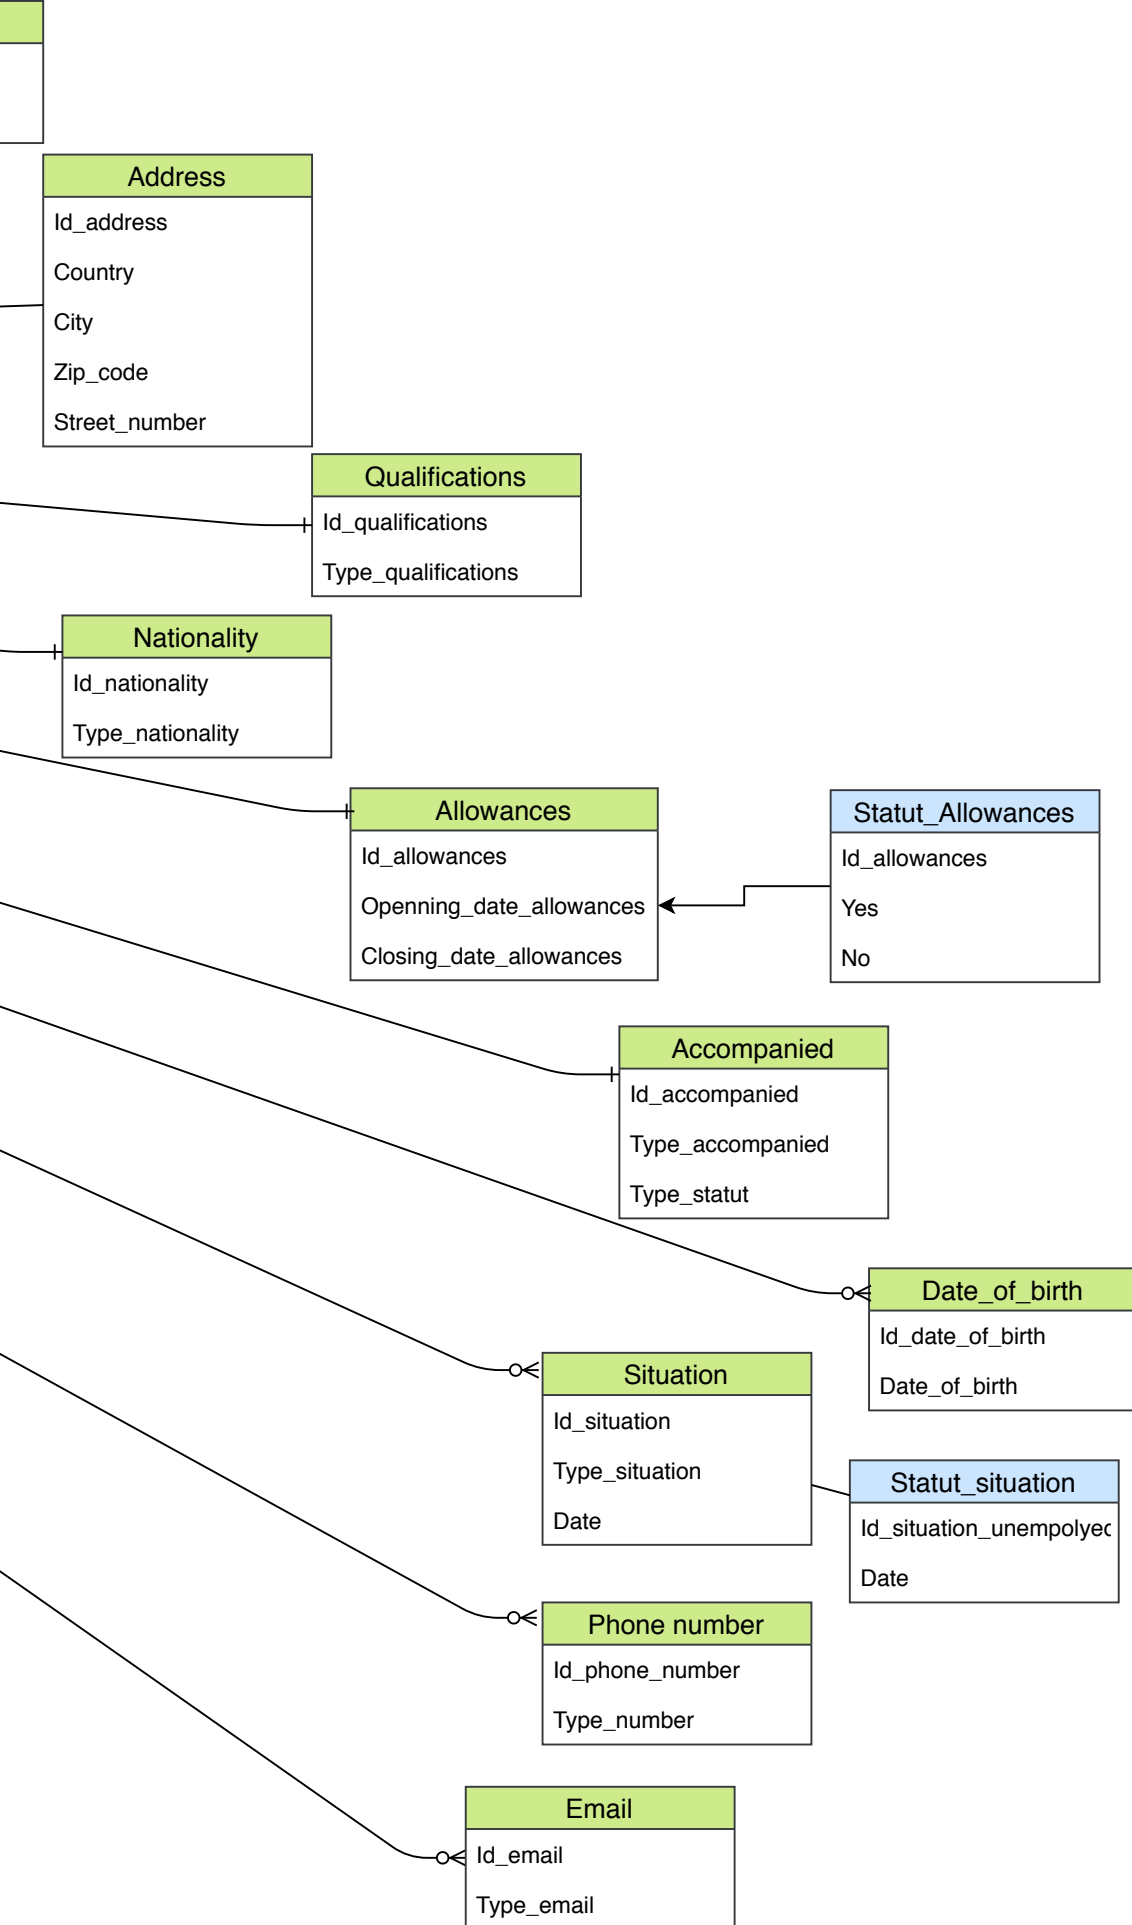 Address
Id_address
Country
City
Zip_code
Street_number
Qualifications
Id_qualifications
Type_qualifications
Nationality
Id_nationality
Type_nationality
Allowances
Id_allowances
Openning_date_allowances
Closing_date_allowances
Statut_Allowances
Id_allowances
Yes
No
Accompanied
Id_accompanied
Type_accompanied
Type_statut
Date_of_birth
Id_date_of_birth
Date_of_birth
Situation
Id_situation
Type_situation
Date
Statut_situation
Id_situation_unempolyed
Date
Phone number
Id_phone_number
Type_number
Email
Id_email
Type_email